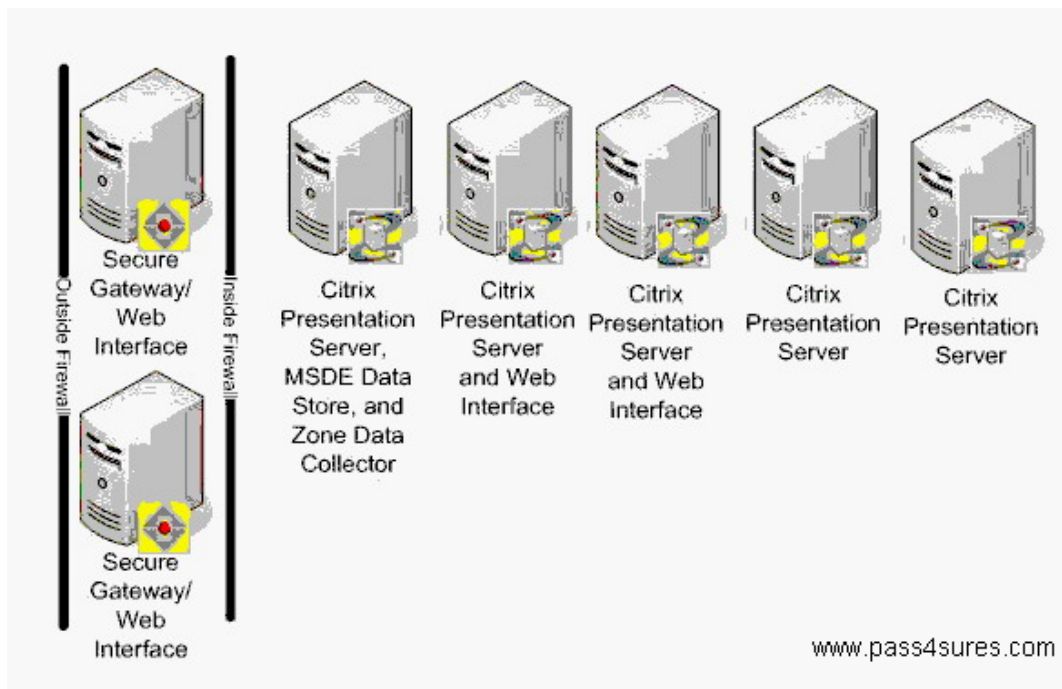 Outside Firewall
Secure
Gateway/
Web
Interface
Secure
Gateway/
Web
Interface
Inside Firewall
Citrix
Presentation
Server,
MSDE Data
Store, and
Zone Data
Collector
Citrix
Presentation
Server
and Web
Interface
Citrix
Presentation
Server
and Web
Interface
Citrix
Presentation
Server
Citrix
Presentation
Server
www.pass4sures.com